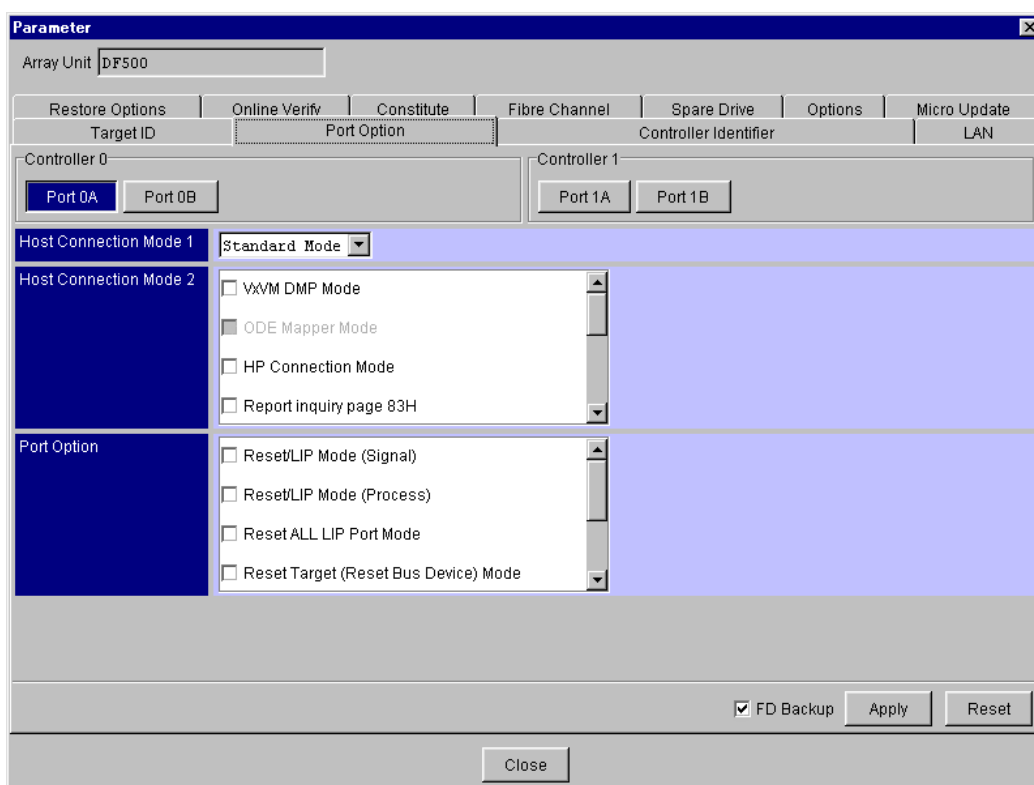 Parameter
Array Unit DF500
Restore Options Online Verify Constitute Fibre Channel Spare Drive Options Micro Update
Target ID Port Option Controller Identifier LAN
Controller 0 Controller 1
Port 0A Port 0B Port 1A Port 1B
Host Connection Mode 1 Standard Mode
Host Connection Mode 2
VxVM DMP Mode
ODE Mapper Mode
HP Connection Mode
Report inquiry page 83H
Port Option
Reset/LIP Mode (Signal)
Reset/LIP Mode (Process)
Reset ALL LIP Port Mode
Reset Target (Reset Bus Device) Mode
FD Backup Apply Reset
Close